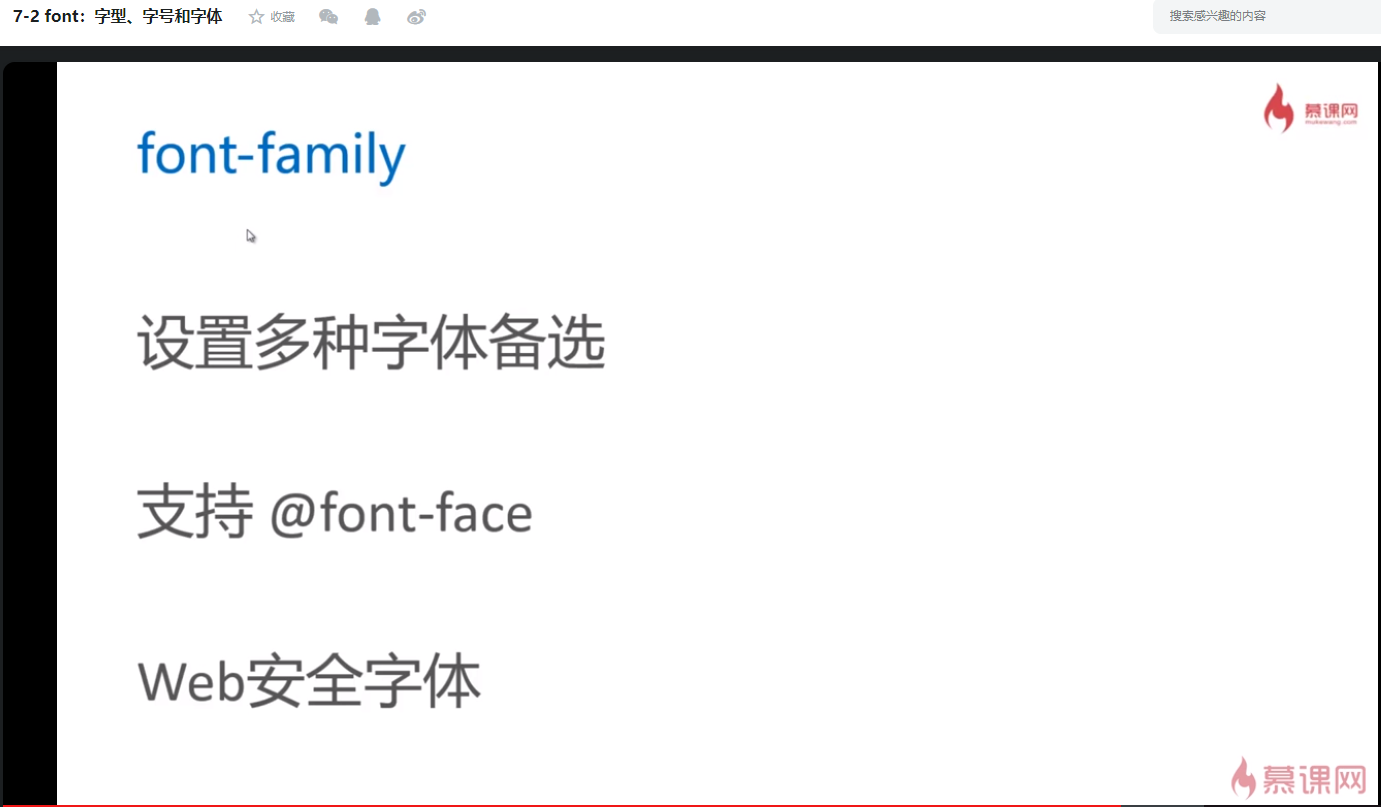 7-2 font：字型、字号和字体
收藏
搜索感兴趣的内容
慕课网
mukewang.com
font-family
设置多种字体备选
支持 @font-face
Web安全字体
慕课网